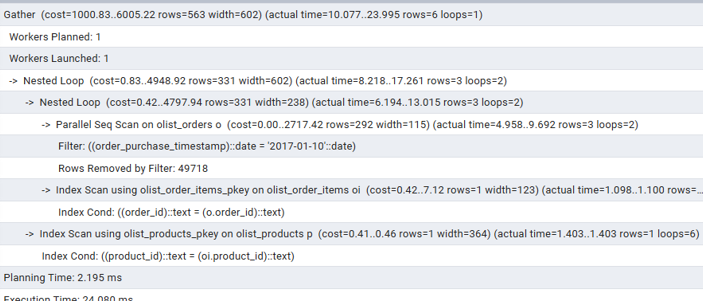 Gather (cost=1000.83..6005.22 rows=563 width=602) (actual time=10.077..23.995 rows=6 loops=1)
Workers Planned: 1
Workers Launched: 1
-> Nested Loop (cost=0.83..4948.92 rows=331 width=602) (actual time=8.218..17.261 rows=3 loops=2)
-> Nested Loop (cost=0.42..4797.94 rows=331 width=238) (actual time=6.194..13.015 rows=3 loops=2)
-> Parallel Seq Scan on olist_orders o (cost=0.00..2717.42 rows=292 width=115) (actual time=4.958..9.692 rows=3 loops=2)
Filter: ((order_purchase_timestamp)::date = '2017-01-10'::date)
Rows Removed by Filter: 49718
-> Index Scan using olist_order_items_pkey on olist_order_items oi (cost=0.42..7.12 rows=1 width=123) (actual time=1.098..1.100 rows=...
Index Cond: ((order_id)::text = (o.order_id)::text)
-> Index Scan using olist_products_pkey on olist_products p (cost=0.41..0.46 rows=1 width=364) (actual time=1.403..1.403 rows=1 loops=6)
Index Cond: ((product_id)::text = (oi.product_id)::text)
Planning Time: 2.195 ms
Execution Time: 24.080 ms